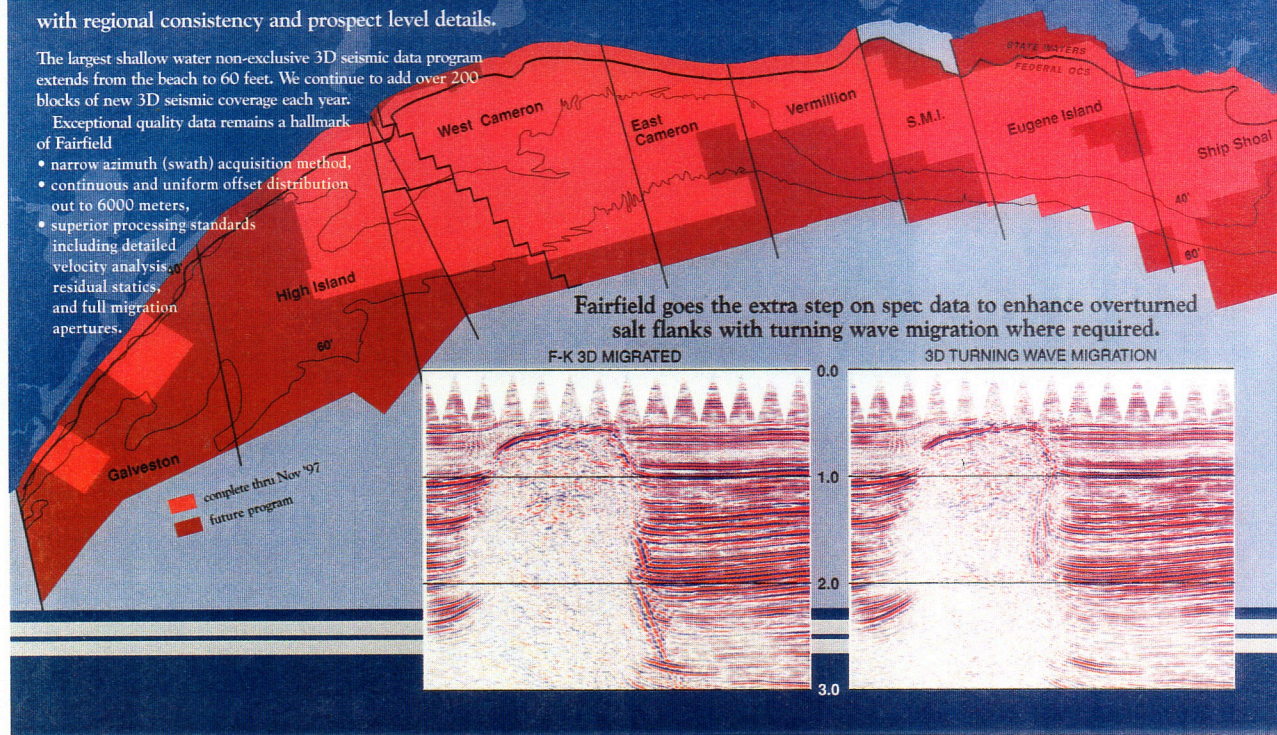 with regional consistency and prospect level details.
The largest shallow water non-exclusive 3D seismic data program
extends from the beach to 60 feet. We continue to add over 200
blocks of new 3D seismic coverage each year.
Exceptional quality data remains a hallmark
of Fairfield
• narrow azimuth (swath) acquisition method,
• continuous and uniform offset distribution
out to 6000 meters,
• superior processing standards
including detailed
velocity analysis,
residual statics,
and full migration
apertures.
STATE WATERS
FEDERAL OCS
West Cameron
East
Cameron
Vermillion
S.M.I.
Eugene Island
Ship Shoal
40'
60'
High Island
60'
Galveston
complete thru Nov '97
future program
Fairfield goes the extra step on spec data to enhance overturned
salt flanks with turning wave migration where required.
F-K 3D MIGRATED
3D TURNING WAVE MIGRATION
0.0
1.0
2.0
3.0